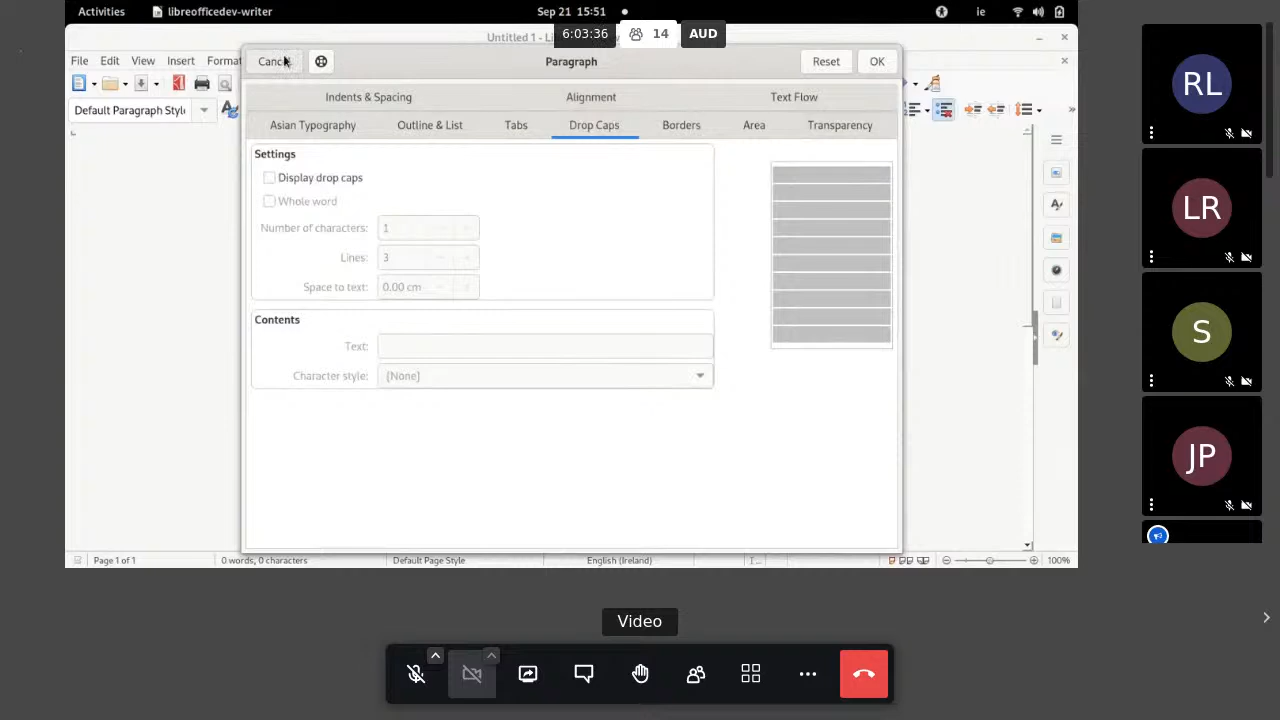 Activities libreofficedev-writer Sep 21 15:51 ie
Untitled 1 - Li
6:03:36 14 AUD
File Edit View Insert Forma
Canc Paragraph Reset OK
Indents & Spacing Alignment Text Flow
Default Paragraph Styl
Asian Typography Outline & List Tabs Drop Caps Borders Area Transparency
Settings
Display drop caps
Whole word
Number of characters: 1
Lines: 3
Space to text: 0.00 cm
Contents
Text:
Character style: [None]
Page 1 of 1 0 words, 0 characters Default Page Style English (Ireland) 100%
RL
LR
S
JP
Video